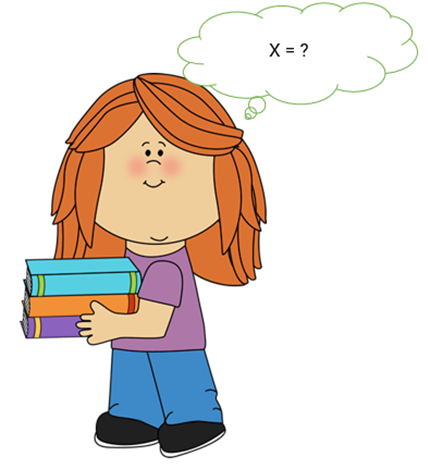 X = ?